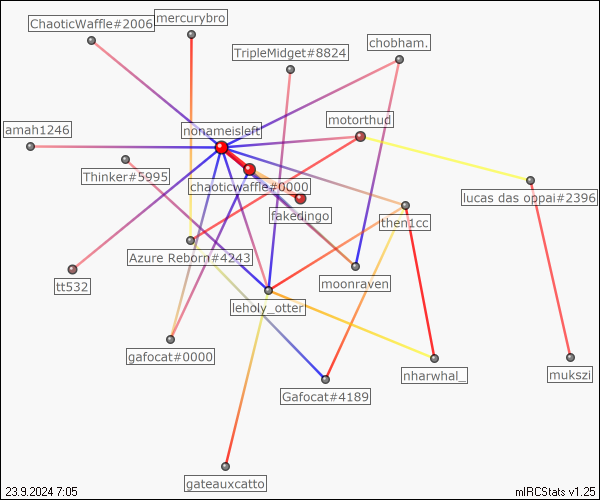 ChaoticWaffle#2006
mercurybro
chobham.
TripleMidget#8824
motorthud
amah1246
nonameisleft
Thinker#5995
chaoticwaffle#0000
lucas das oppai#2396
fakedingo
then1cc
Azure Reborn#4243
tt532
moonraven
leholy_otter
gafocat#0000
nharwhal_
mukszi
Gafocat#4189
gateauxcatto
23.9.2024 7:05
mIRCStats v1.25